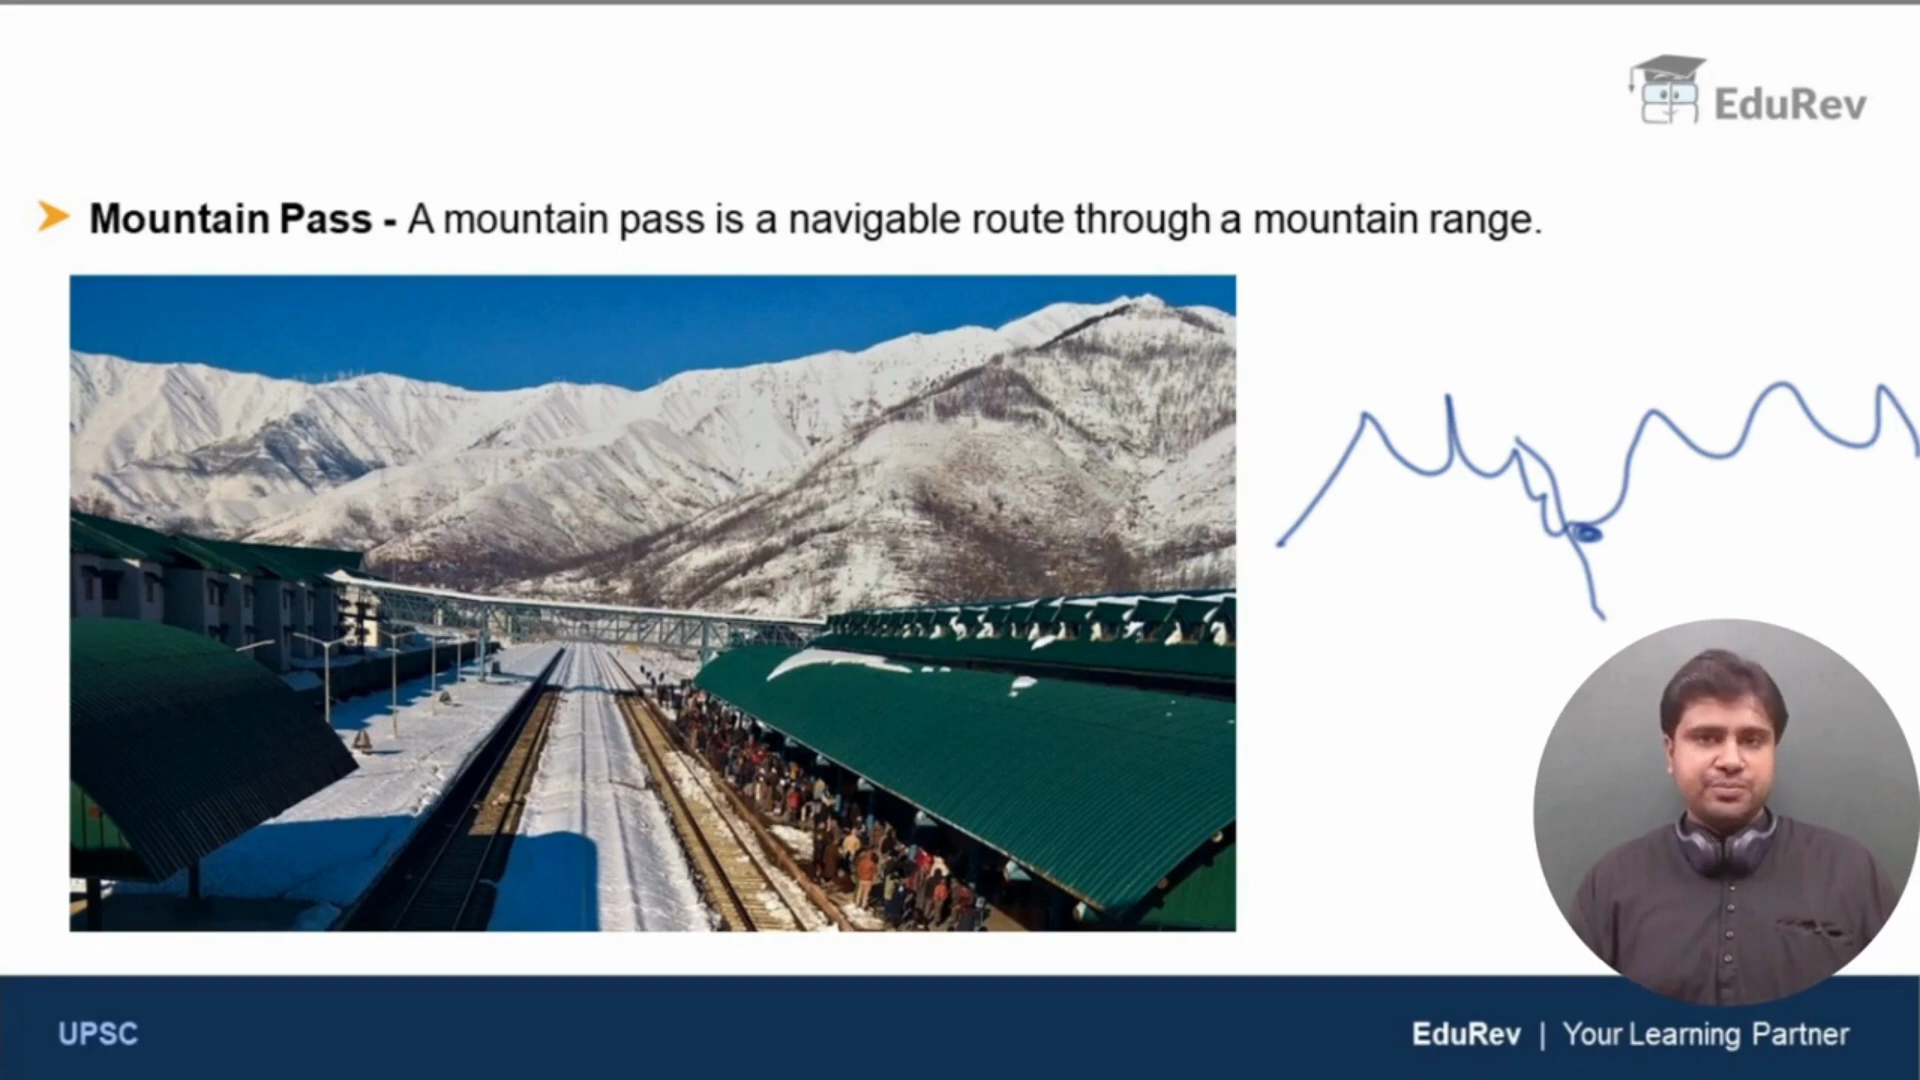 EduRev
➤ Mountain Pass - A mountain pass is a navigable route through a mountain range.
UPSC
EduRev | Your Learning Partner